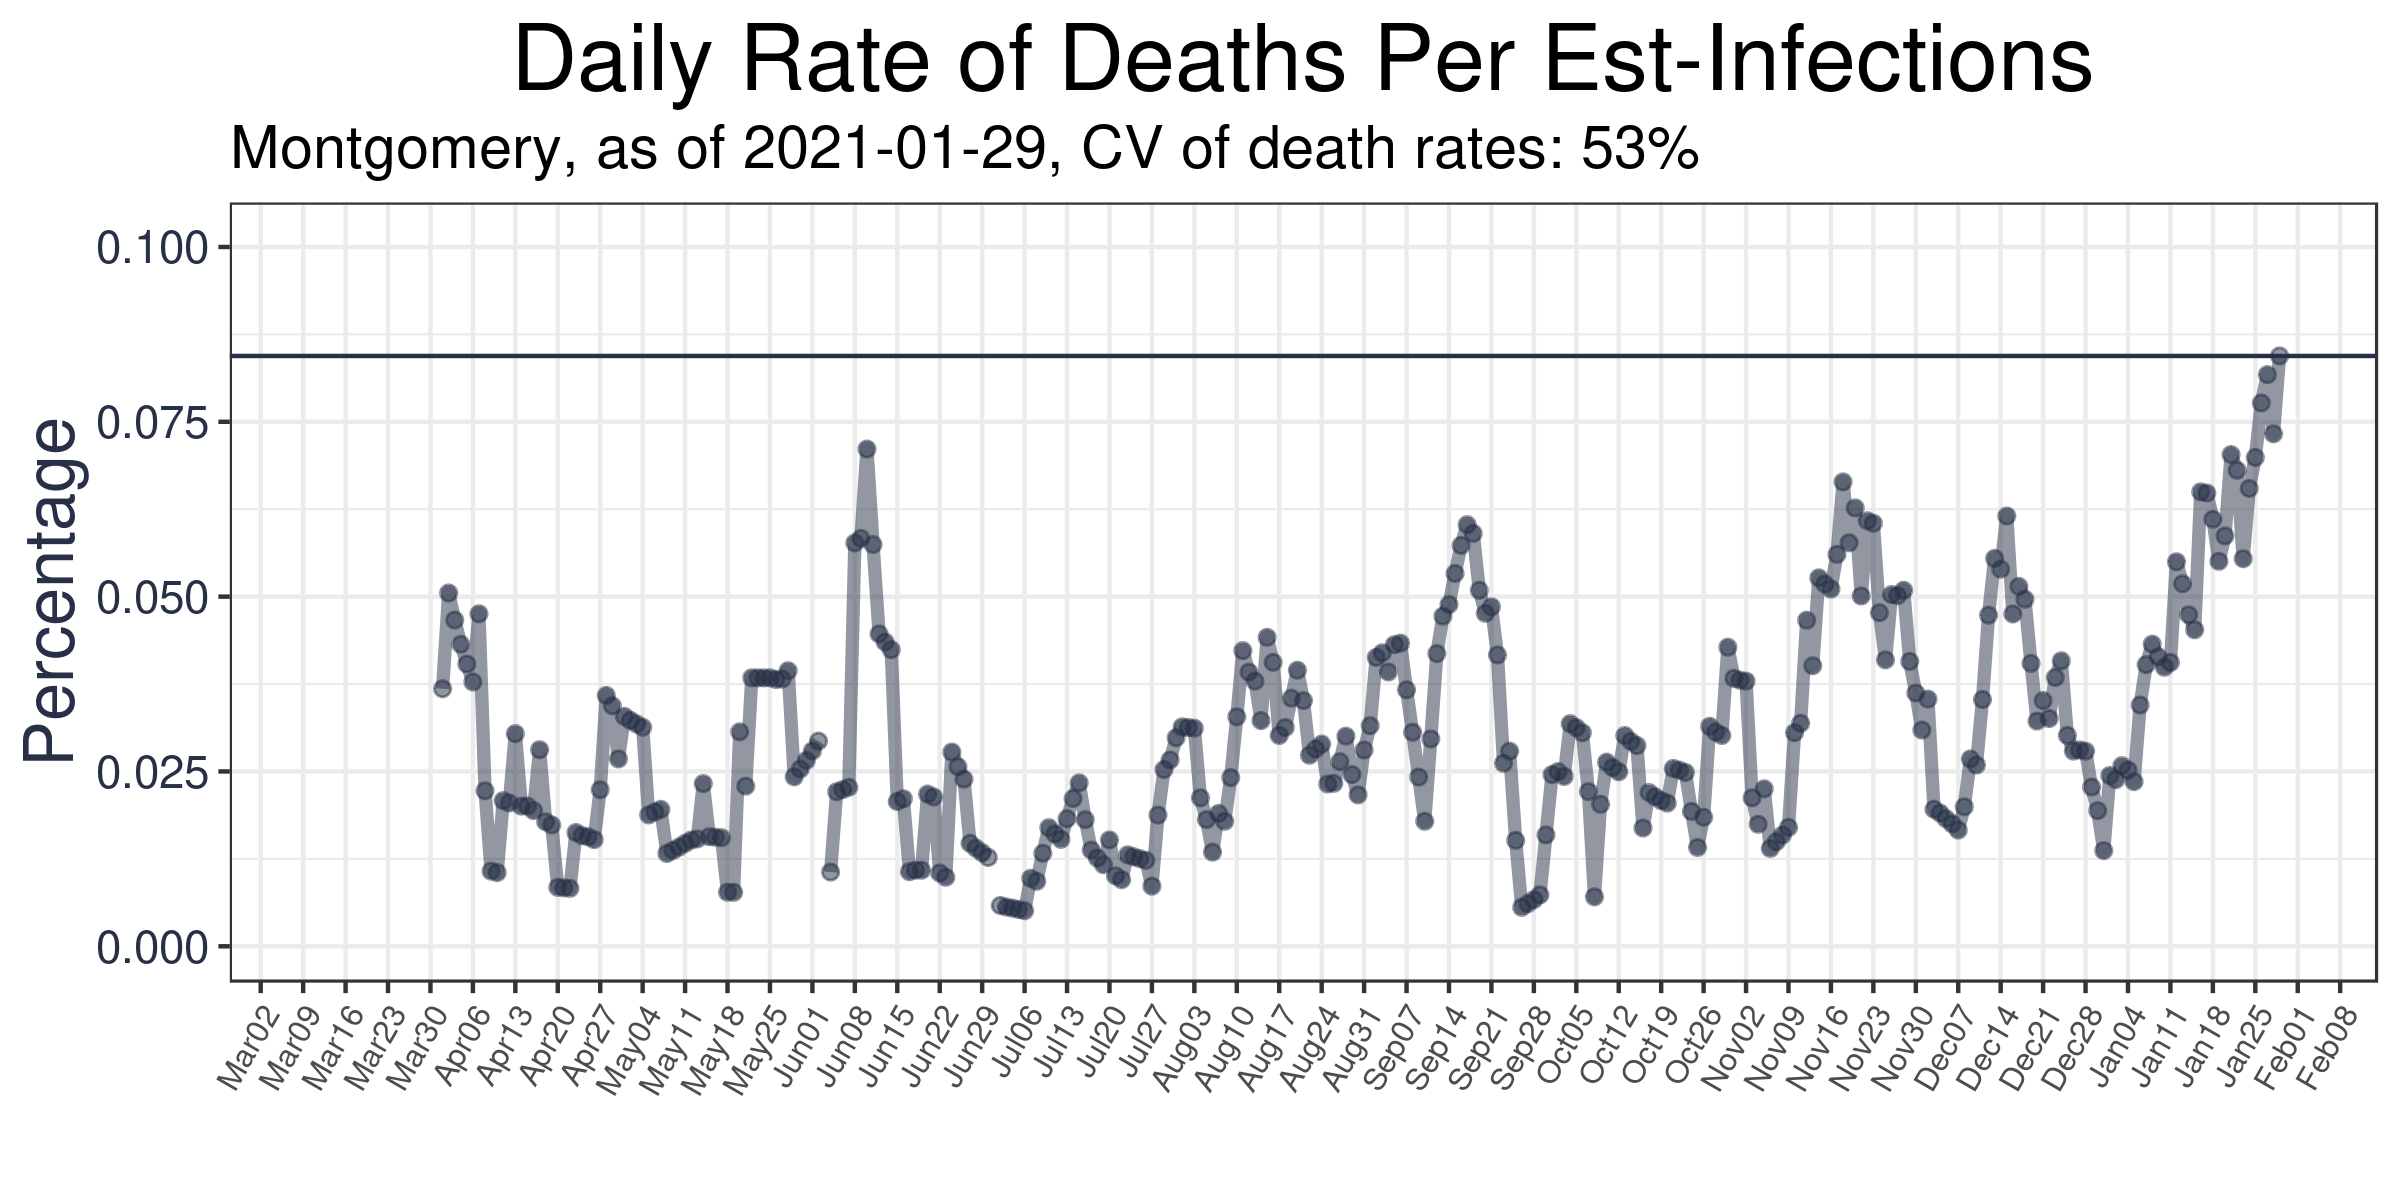 Daily Rate of Deaths Per Est-Infections
Montgomery, as of 2021-01-29, CV of death rates: 53%
Percentage
0.100
0.075
0.050
0.025
0.000
Mar02
Mar09
Mar16
Mar23
Mar30
Apr06
Apr13
Apr20
Apr27
May04
May11
May18
May25
Jun01
Jun08
Jun15
Jun22
Jun29
Jul06
Jul13
Jul20
Jul27
Aug03
Aug10
Aug17
Aug24
Aug31
Sep07
Sep14
Sep21
Sep28
Oct05
Oct12
Oct19
Oct26
Nov02
Nov09
Nov16
Nov23
Nov30
Dec07
Dec14
Dec21
Dec28
Jan04
Jan11
Jan18
Jan25
Feb01
Feb08